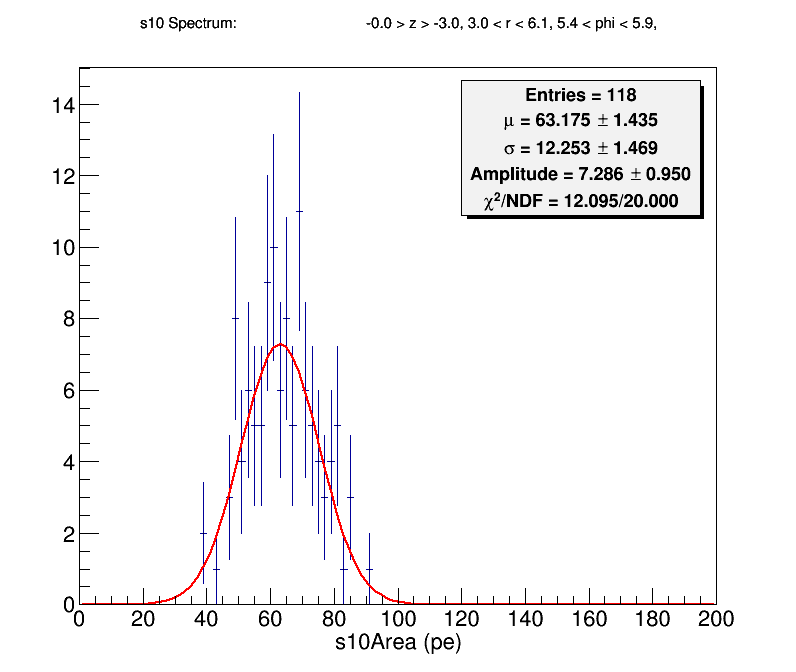 s10 Spectrum: -0.0 > z > -3.0, 3.0 < r < 6.1, 5.4 < phi < 5.9,
Entries = 118
μ = 63.175 ± 1.435
σ = 12.253 ± 1.469
Amplitude = 7.286 ± 0.950
χ²/NDF = 12.095/20.000
14
12
10
8
6
4
2
0
0 20 40 60 80 100 120 140 160 180 200
s10Area (pe)